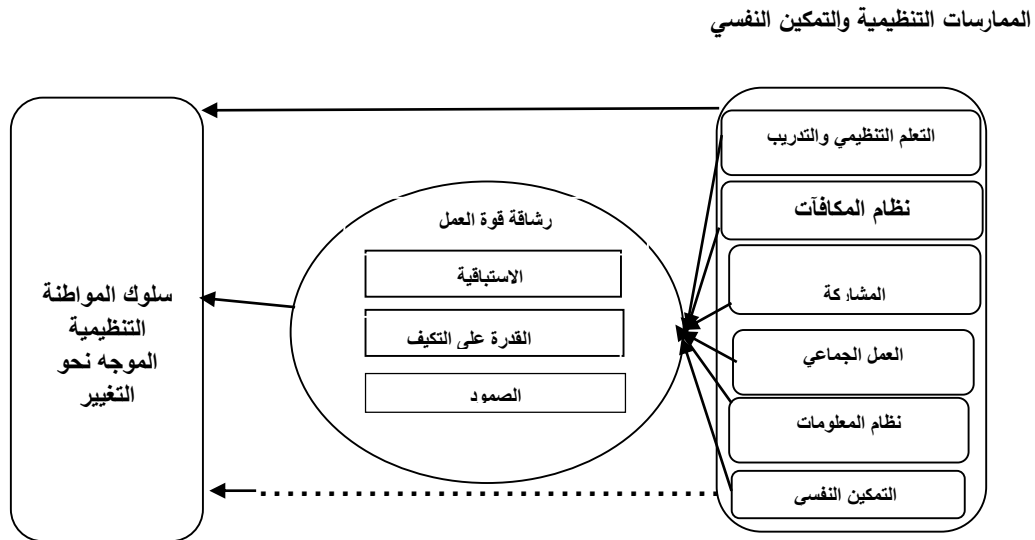 الممارسات التنظيمية والتمكين النفسي
التعلم التنظيمي والتدريب
نظام المكافآت
المشاركة
العمل الجماعي
نظام المعلومات
التمكين النفسي
رشاقة قوة العمل
الاستباقية
القدرة على التكيف
الصمود
سلوك المواطنة
التنظيمية
الموجه نحو
التغيير